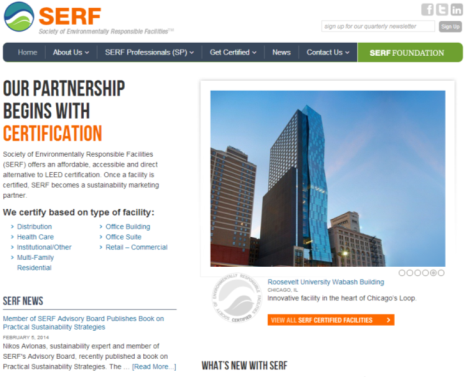 SERF
Society of Environmentally Responsible Facilities™
sign up for our quarterly newsletter
Sign Up
Home
About Us
SERF Professionals (SP)
Get Certified
News
Contact Us
SERF FOUNDATION
OUR PARTNERSHIP
BEGINS WITH
CERTIFICATION
Society of Environmentally Responsible Facilities
(SERF) offers an affordable, accessible and direct
alternative to LEED certification. Once a facility is
certified, SERF becomes a sustainability marketing
partner.
We certify based on type of facility:
Distribution
Health Care
Institutional/Other
Multi-Family
Residential
Office Building
Office Suite
Retail – Commercial
Roosevelt University Wabash Building
CHICAGO, IL
Innovative facility in the heart of Chicago's Loop.
VIEW ALL SERF CERTIFIED FACILITIES
SERF NEWS
Member of SERF Advisory Board Publishes Book on
Practical Sustainability Strategies
FEBRUARY 5, 2014
Nikos Avlonas, sustainability expert and member of
SERF's Advisory Board, recently published a book on
Practical Sustainability Strategies. The … [Read More...]
WHAT'S NEW WITH SERF